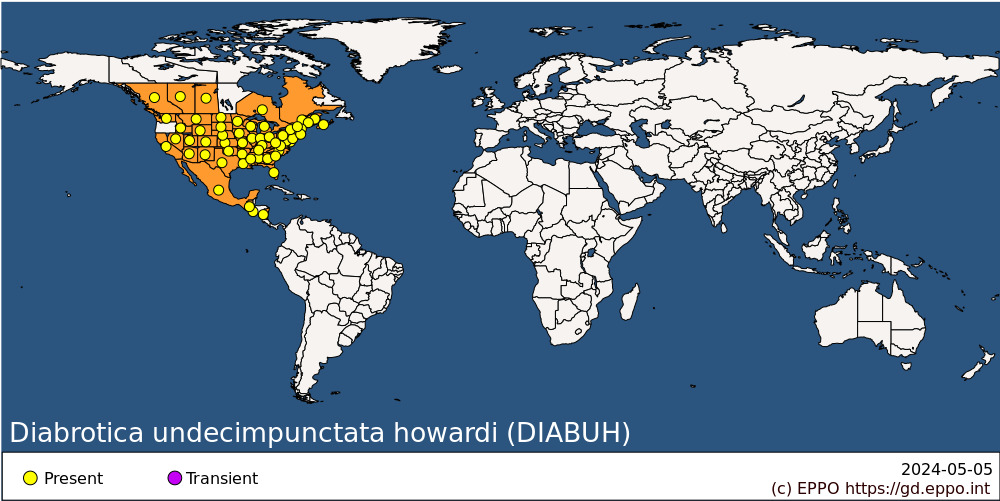 Diabrotica undecimpunctata howardi (DIABUH)
Present
Transient
2024-05-05
(c) EPPO https://gd.eppo.int